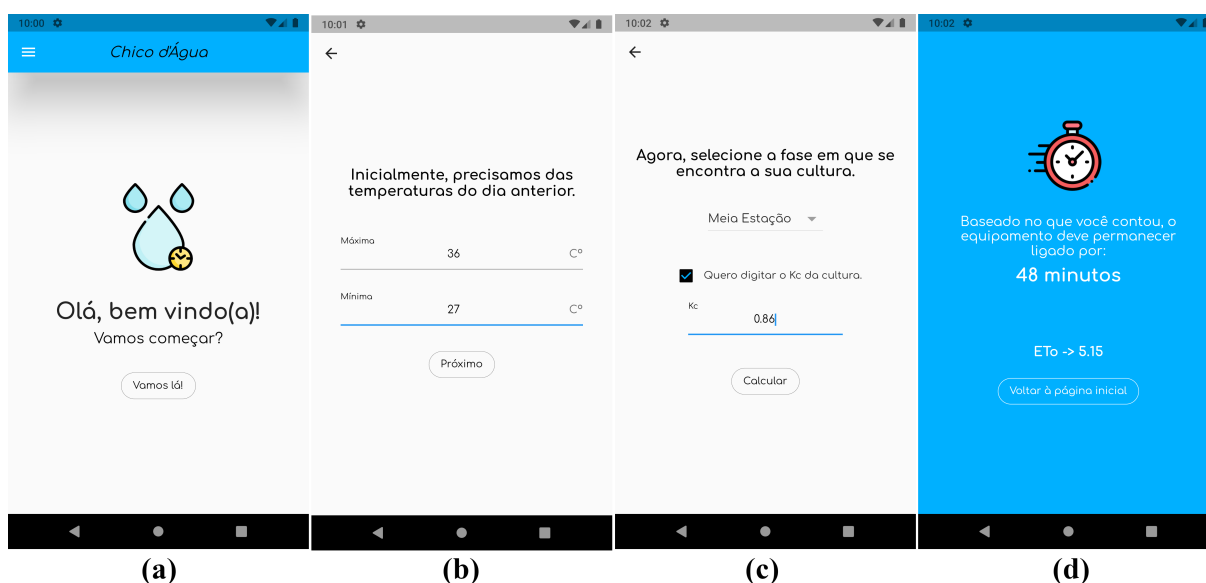 10:00
Chico d'Água
Olá, bem vindo(a)!
Vamos começar?
Vamos lá!
(a)
10:01
Inicialmente, precisamos das
temperaturas do dia anterior.
Máxima
36 C°
Mínima
27 C°
Próximo
(b)
10:02
Agora, selecione a fase em que se
encontra a sua cultura.
Meia Estação
Quero digitar o Kc da cultura.
Kc
0.86
Calcular
(c)
10:02
Baseado no que você contou, o
equipamento deve permanecer
ligado por:
48 minutos
ETo -> 5.15
Voltar à página inicial
(d)